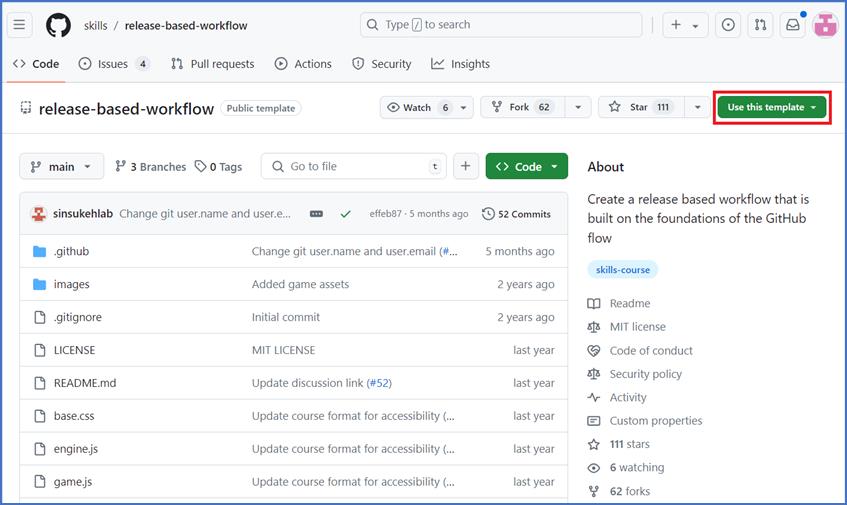 skills / release-based-workflow
Type / to search
Code Issues 4 Pull requests Actions Security Insights
release-based-workflow Public template Watch 6 Fork 62 Star 111 Use this template
main 3 Branches 0 Tags Go to file t + Code
sinsukehlab Change git user.name and user.e... effeb87 · 5 months ago 52 Commits
.github Change git user.name and user.email (#... 5 months ago
images Added game assets 2 years ago
.gitignore Initial commit 2 years ago
LICENSE MIT LICENSE last year
README.md Update discussion link (#52) last year
base.css Update course format for accessibility (... last year
engine.js Update course format for accessibility (... last year
game.js Update course format for accessibility (... last year
About
Create a release based workflow that is
built on the foundations of the GitHub
flow
skills-course
Readme
MIT license
Code of conduct
Security policy
Activity
Custom properties
111 stars
6 watching
62 forks